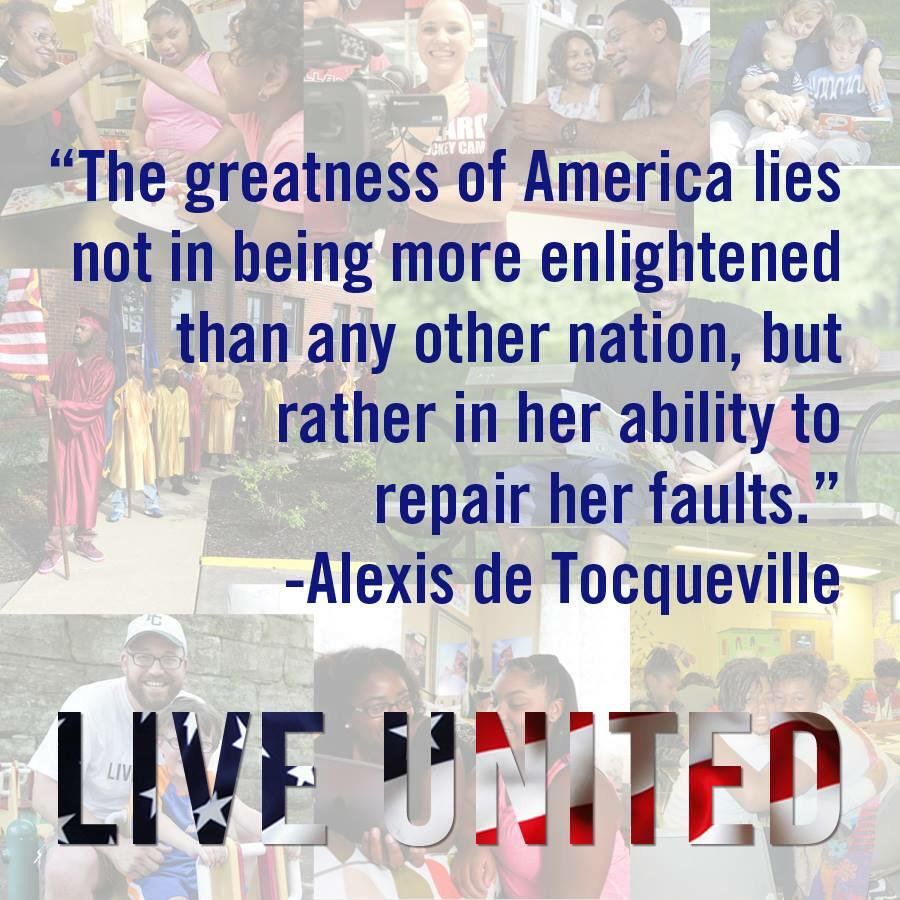 “The greatness of America lies
not in being more enlightened
than any other nation, but
rather in her ability to
repair her faults.”
-Alexis de Tocqueville
LIVE UNITED